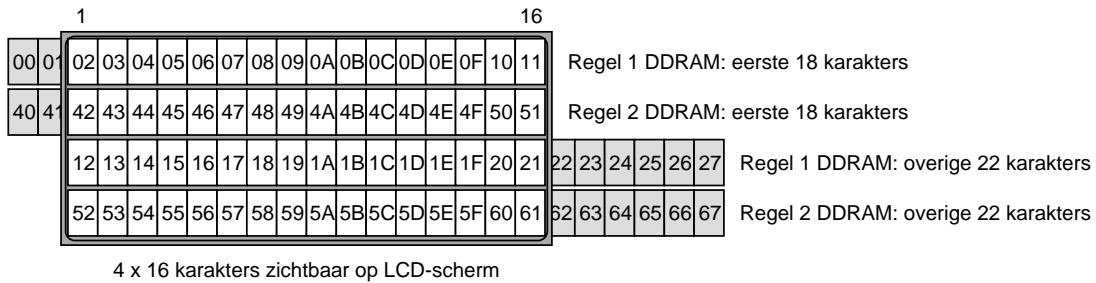 1 16
00 01 02 03 04 05 06 07 08 09 0A 0B 0C 0D 0E 0F 10 11 Regel 1 DDRAM: eerste 18 karakters
40 41 42 43 44 45 46 47 48 49 4A 4B 4C 4D 4E 4F 50 51 Regel 2 DDRAM: eerste 18 karakters
12 13 14 15 16 17 18 19 1A 1B 1C 1D 1E 1F 20 21 22 23 24 25 26 27 Regel 1 DDRAM: overige 22 karakters
52 53 54 55 56 57 58 59 5A 5B 5C 5D 5E 5F 60 61 62 63 64 65 66 67 Regel 2 DDRAM: overige 22 karakters
4 x 16 karakters zichtbaar op LCD-scherm